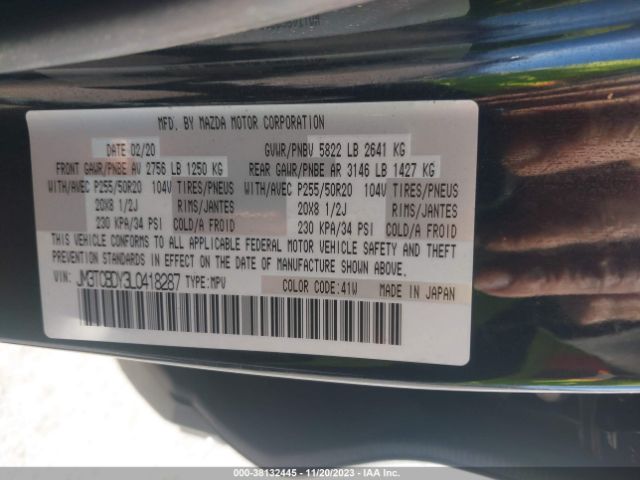 MFD. BY MAZDA MOTOR CORPORATION
DATE 02/20 GVWR/PNBV 5822 LB 2641 KG
FRONT GAWR/PNBE AV 2756 LB 1250 KG REAR GAWR/PNBE AR 3146 LB 1427 KG
WITH/AVEC P255/50R20 104V TIRES/PNEUS WITH/AVEC P255/50R20 104V TIRES/PNEUS
20X8 1/2J RIMS/JANTES 20X8 1/2J RIMS/JANTES
230 KPA/34 PSI COLD/A FROID 230 KPA/34 PSI COLD/A FROID
THIS VEHICLE CONFORMS TO ALL APPLICABLE FEDERAL MOTOR VEHICLE SAFETY AND THEFT
PREVENTION STANDARDS IN EFFECT ON THE DATE OF MANUFACTURE SHOWN ABOVE.
VIN: JM3TCBDY3L0418287 TYPE:MPV COLOR CODE:41W MADE IN JAPAN
© 38132445 - 11/20/2023 - IAA Inc.